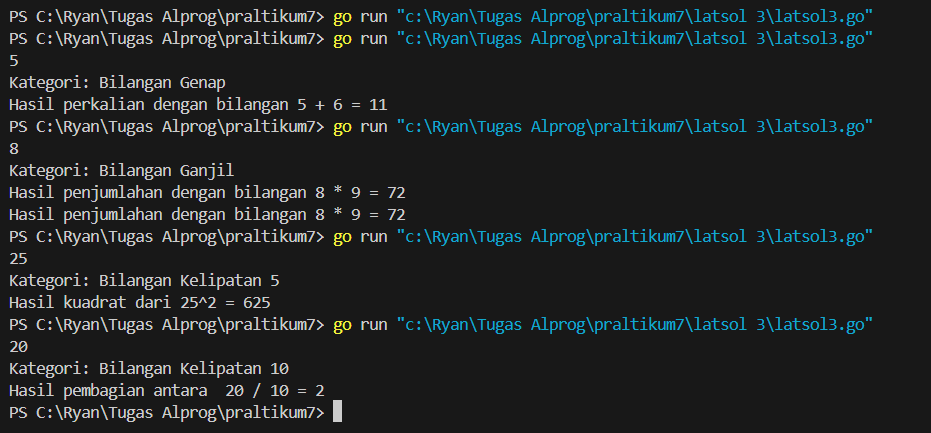 PS C:\Ryan\Tugas Alprog\praltikum7> go run "c:\Ryan\Tugas Alprog\praltikum7\latsol 3\latsol3.go"
PS C:\Ryan\Tugas Alprog\praltikum7> go run "c:\Ryan\Tugas Alprog\praltikum7\latsol 3\latsol3.go"
5
Kategori: Bilangan Genap
Hasil perkalian dengan bilangan 5 + 6 = 11
PS C:\Ryan\Tugas Alprog\praltikum7> go run "c:\Ryan\Tugas Alprog\praltikum7\latsol 3\latsol3.go"
8
Kategori: Bilangan Ganjil
Hasil penjumlahan dengan bilangan 8 * 9 = 72
Hasil penjumlahan dengan bilangan 8 * 9 = 72
PS C:\Ryan\Tugas Alprog\praltikum7> go run "c:\Ryan\Tugas Alprog\praltikum7\latsol 3\latsol3.go"
25
Kategori: Bilangan Kelipatan 5
Hasil kuadrat dari 25^2 = 625
PS C:\Ryan\Tugas Alprog\praltikum7> go run "c:\Ryan\Tugas Alprog\praltikum7\latsol 3\latsol3.go"
20
Kategori: Bilangan Kelipatan 10
Hasil pembagian antara  20 / 10 = 2
PS C:\Ryan\Tugas Alprog\praltikum7>